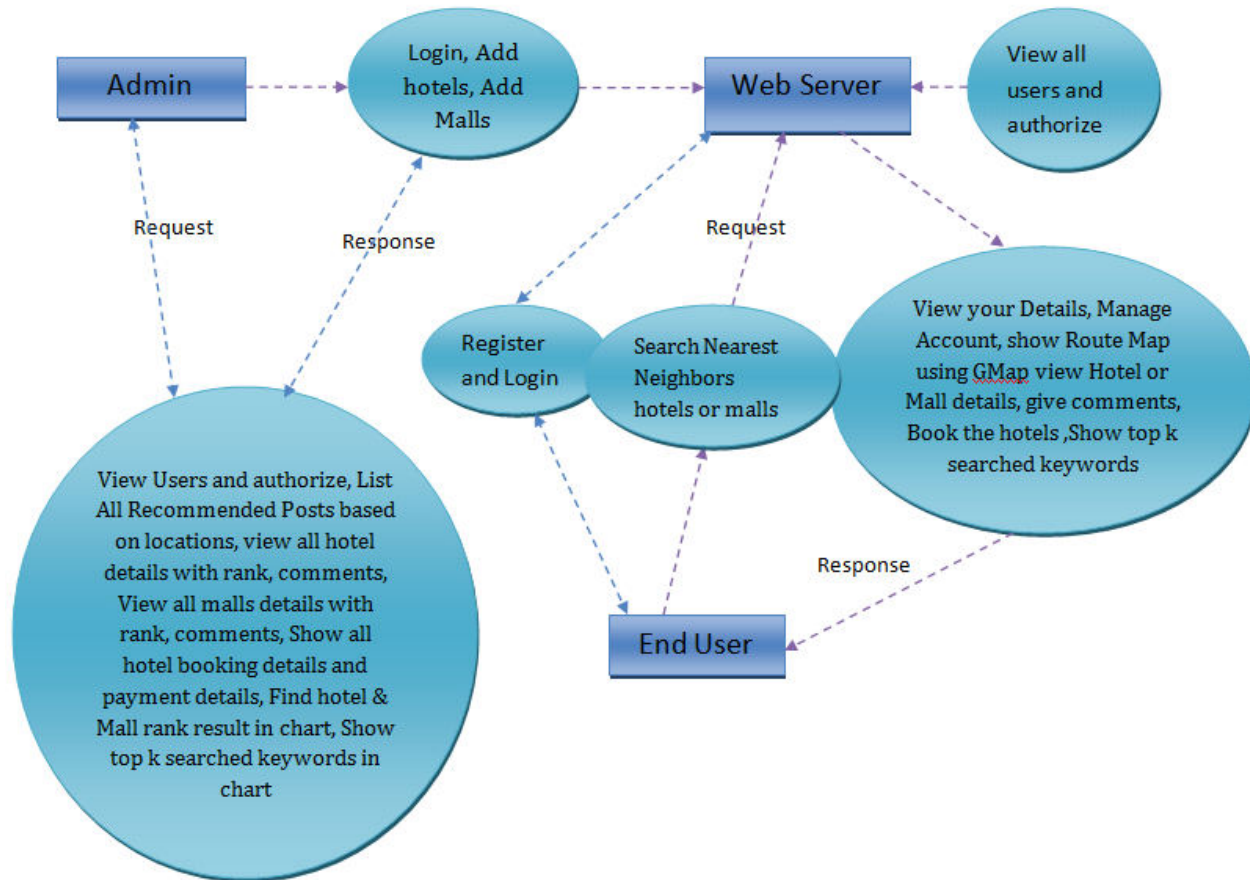 Admin
Login, Add
hotels, Add
Malls
Web Server
View all
users and
authorize
Request
Response
Request
Register
and Login
Search Nearest
Neighbors
hotels or malls
View your Details, Manage
Account, show Route Map
using GMap view Hotel or
Mall details, give comments,
Book the hotels ,Show top k
searched keywords
View Users and authorize, List
All Recommended Posts based
on locations, view all hotel
details with rank, comments,
View all malls details with
rank, comments, Show all
hotel booking details and
payment details, Find hotel &
Mall rank result in chart, Show
top k searched keywords in
chart
Response
End User